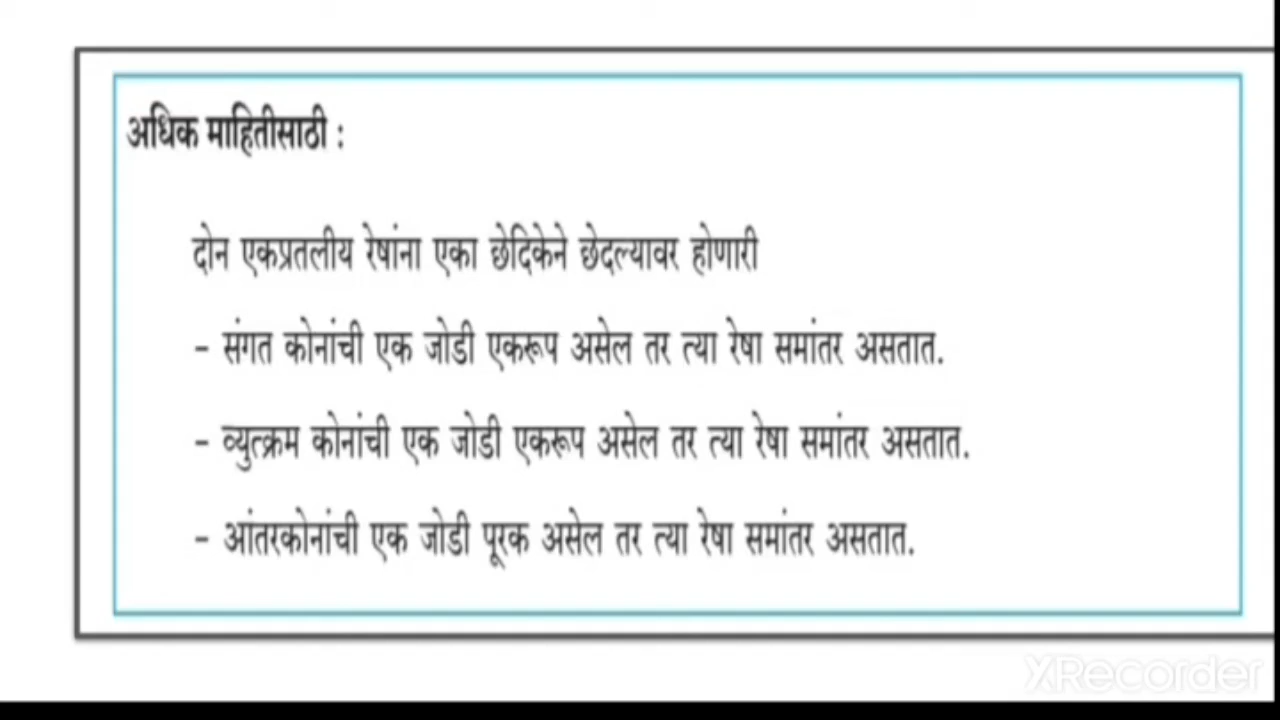 अधिक माहितीसाठी :
दोन एकप्रतलीय रेषांना एका छेदिकेने छेदल्यावर होणारी
– संगत कोनांची एक जोडी एकरूप असेल तर त्या रेषा समांतर असतात.
– व्युत्क्रम कोनांची एक जोडी एकरूप असेल तर त्या रेषा समांतर असतात.
– आंतरकोनांची एक जोडी पूरक असेल तर त्या रेषा समांतर असतात.
XRecorder